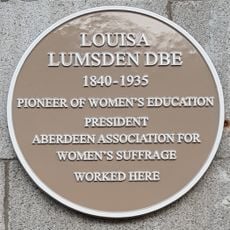 LOUISA
LUMSDEN DBE
1840-1935
PIONEER OF WOMEN'S EDUCATION
PRESIDENT
ABERDEEN ASSOCIATION FOR
WOMEN'S SUFFRAGE
WORKED HERE